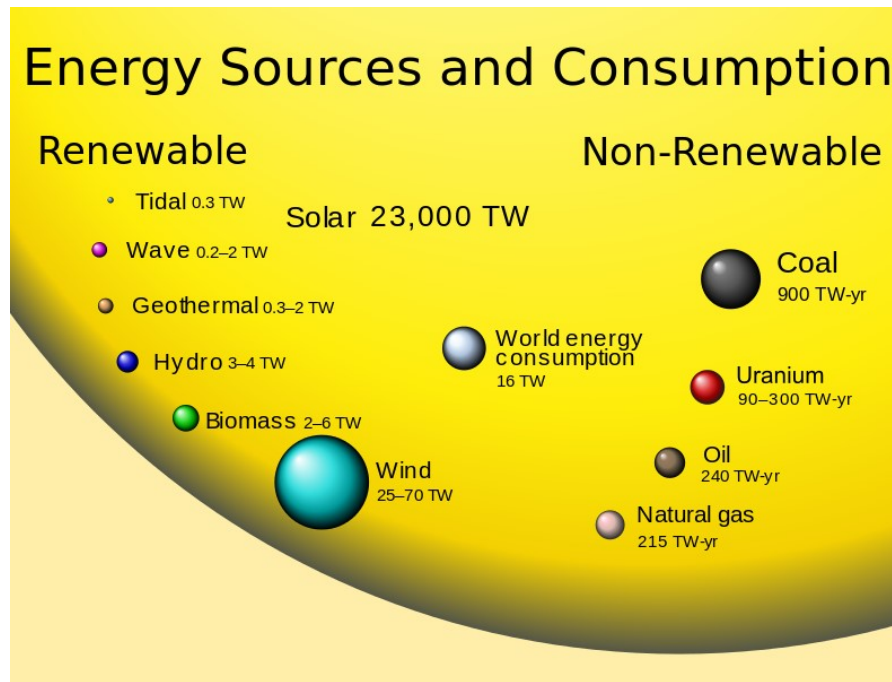 Energy Sources and Consumption
Renewable
Non-Renewable
Tidal 0.3 TW
Solar 23,000 TW
Wave 0.2–2 TW
Coal
900 TW-yr
Geothermal 0.3–2 TW
World energy
consumption
16 TW
Hydro 3–4 TW
Uranium
90–300 TW-yr
Biomass 2–6 TW
Oil
240 TW-yr
Wind
25–70 TW
Natural gas
215 TW-yr